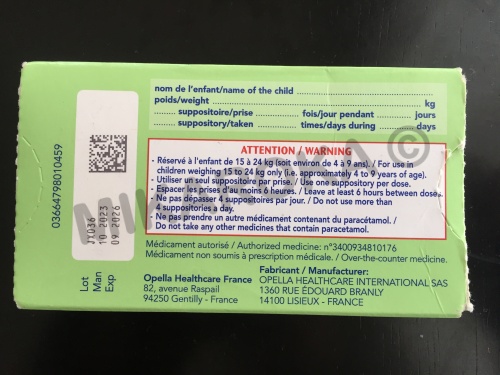 nom de l'enfant/name of the child
poids/weight kg
suppositoire/prise fois/jour pendant jours
suppository/taken times/days during days
ATTENTION / WARNING
- Réservé à l'enfant de 15 à 24 kg (soit environ de 4 à 9 ans). / For use in
children weighing 15 to 24 kg only (i.e. approximately 4 to 9 years of age).
- Utiliser un seul suppositoire par prise. / Use one suppository per dose.
- Espacer les prises d'au moins 6 heures. / Leave at least 6 hours between doses.
- Ne pas dépasser 4 suppositoires par jour. / Do not use more than
4 suppositories a day.
- Ne pas prendre un autre médicament contenant du paracétamol. /
Do not take any other medicines that contain paracetamol.
Médicament autorisé / Authorized medicine: n°3400934810176
Médicament non soumis à prescription médicale. / Over-the-counter medicine.
Opella Healthcare France
82, avenue Raspail
94250 Gentilly - France
Fabricant / Manufacturer:
OPELLA HEALTHCARE INTERNATIONAL SAS
1360 RUE ÉDOUARD BRANLY
14100 LISIEUX - FRANCE
03664798010459
Lot JY036
Man 10 2023
Exp 09 2026